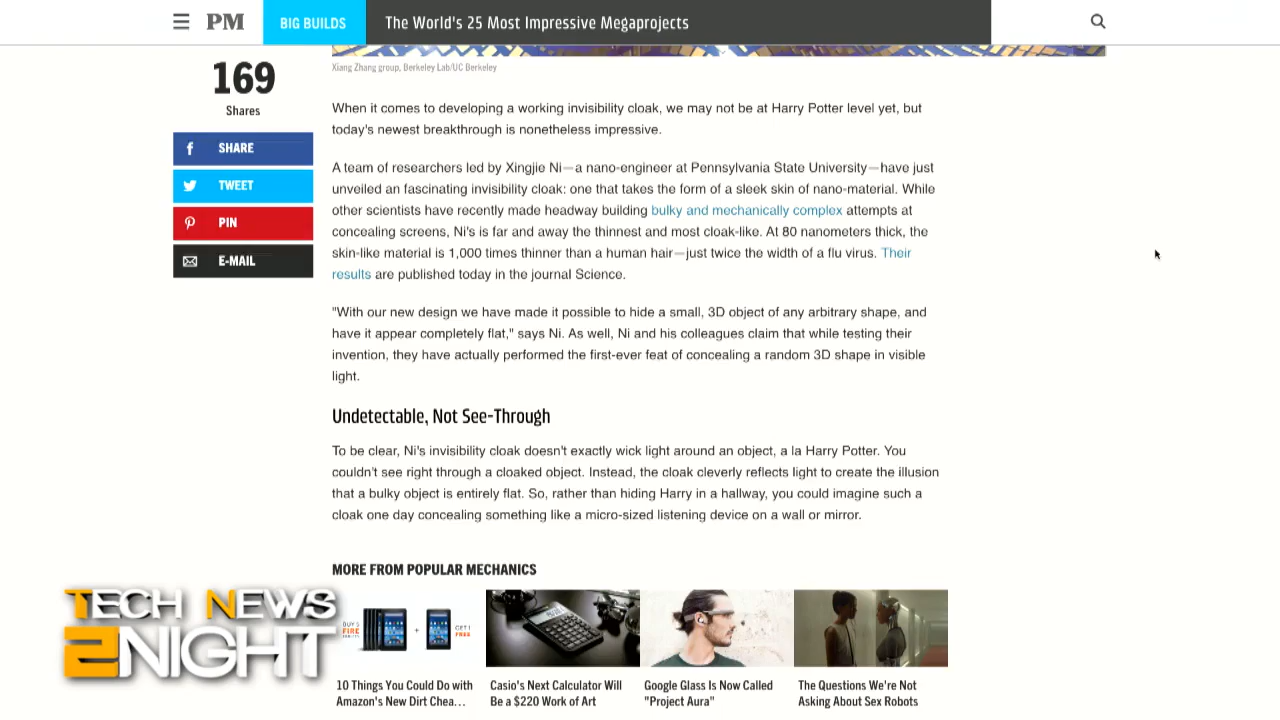 PM
BIG BUILDS
The World's 25 Most Impressive Megaprojects
169
Shares
SHARE
TWEET
PIN
E-MAIL
Xiang Zhang group, Berkeley Lab/UC Berkeley
When it comes to developing a working invisibility cloak, we may not be at Harry Potter level yet, but
today's newest breakthrough is nonetheless impressive.
A team of researchers led by Xingjie Ni—a nano-engineer at Pennsylvania State University—have just
unveiled an fascinating invisibility cloak: one that takes the form of a sleek skin of nano-material. While
other scientists have recently made headway building bulky and mechanically complex attempts at
concealing screens, Ni's is far and away the thinnest and most cloak-like. At 80 nanometers thick, the
skin-like material is 1,000 times thinner than a human hair—just twice the width of a flu virus. Their
results are published today in the journal Science.
"With our new design we have made it possible to hide a small, 3D object of any arbitrary shape, and
have it appear completely flat," says Ni. As well, Ni and his colleagues claim that while testing their
invention, they have actually performed the first-ever feat of concealing a random 3D shape in visible
light.
Undetectable, Not See-Through
To be clear, Ni's invisibility cloak doesn't exactly wick light around an object, a la Harry Potter. You
couldn't see right through a cloaked object. Instead, the cloak cleverly reflects light to create the illusion
that a bulky object is entirely flat. So, rather than hiding Harry in a hallway, you could imagine such a
cloak one day concealing something like a micro-sized listening device on a wall or mirror.
MORE FROM POPULAR MECHANICS
TECH NEWS
2NIGHT
BUY 5
FIRE
+
GET 1
FREE
10 Things You Could Do with
Amazon's New Dirt Chea...
Casio's Next Calculator Will
Be a $220 Work of Art
Google Glass Is Now Called
"Project Aura"
The Questions We're Not
Asking About Sex Robots